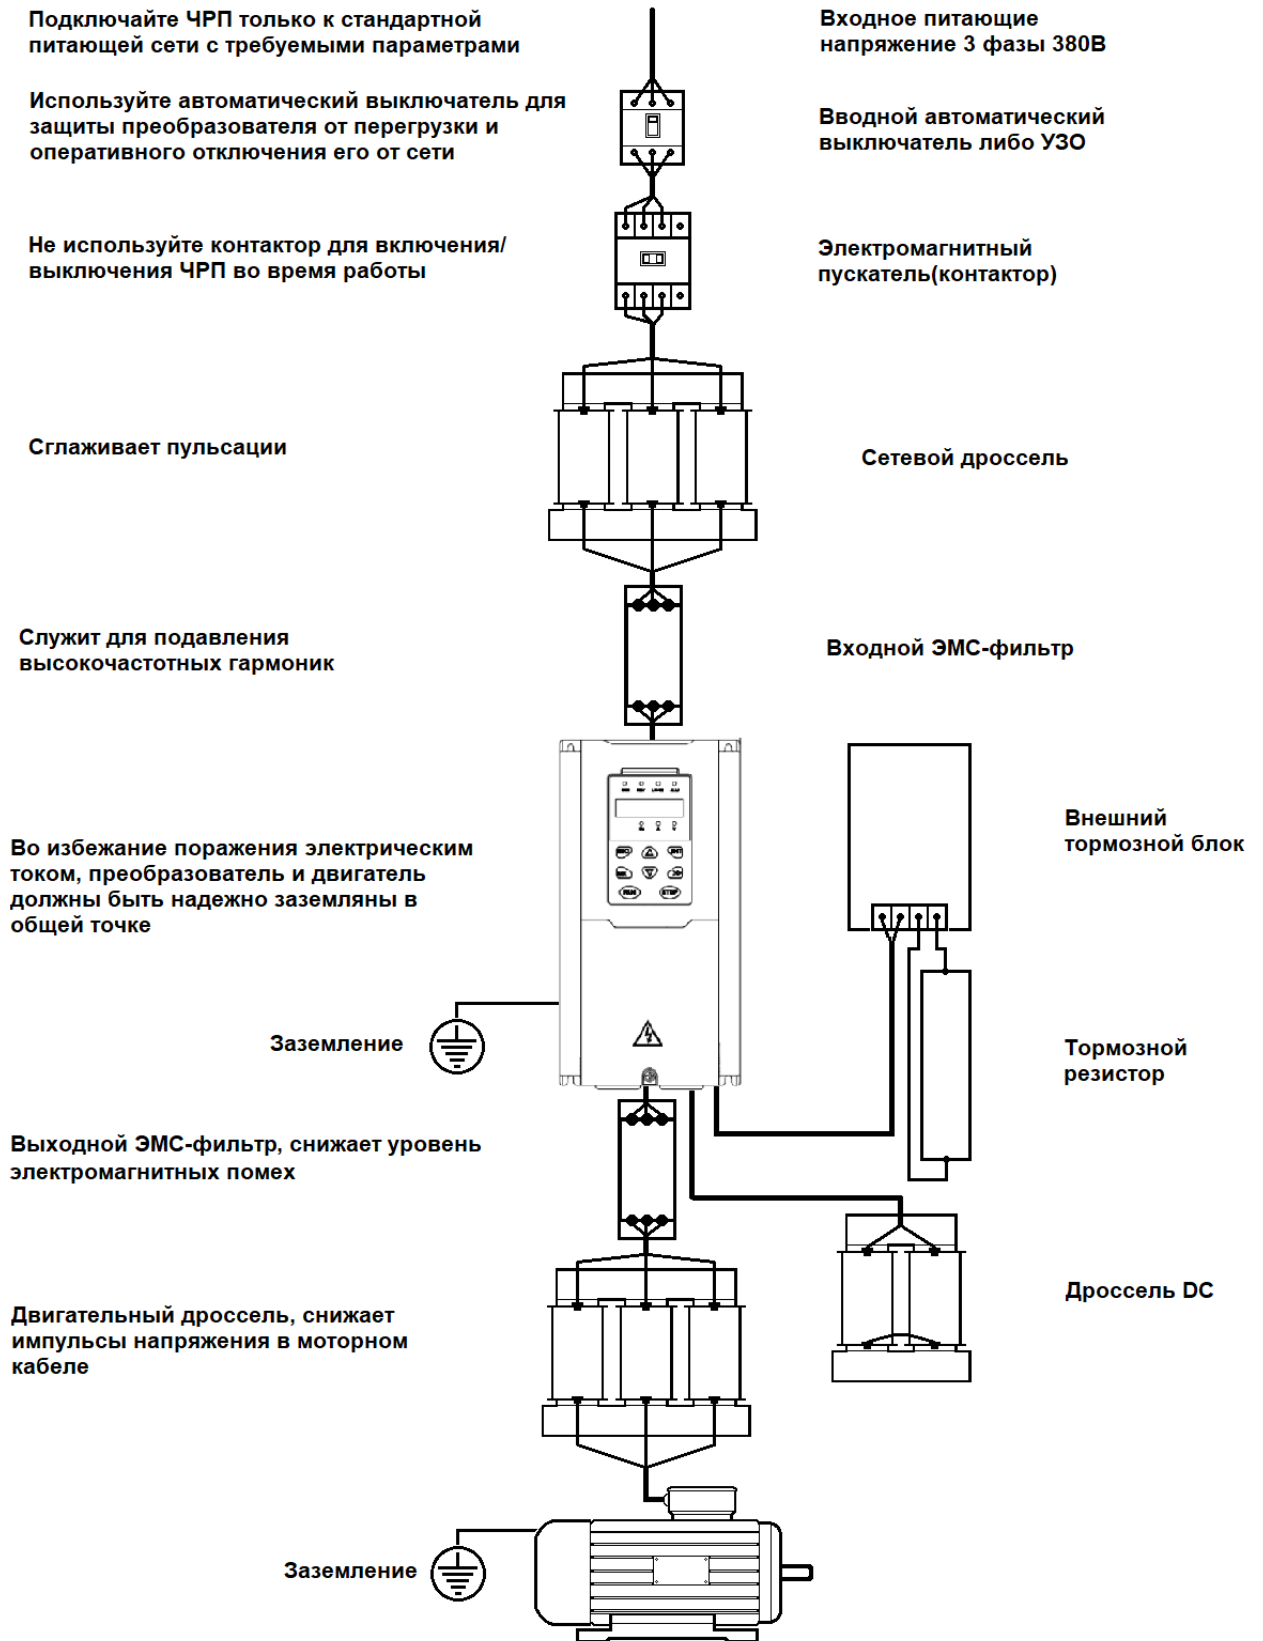 Подключайте ЧРП только к стандартной
питающей сети с требуемыми параметрами
Входное питающие
напряжение 3 фазы 380В
Используйте автоматический выключатель для
защиты преобразователя от перегрузки и
оперативного отключения его от сети
Вводной автоматический
выключатель либо УЗО
Не используйте контактор для включения/
выключения ЧРП во время работы
Электромагнитный
пускатель(контактор)
Сглаживает пульсации
Сетевой дроссель
Служит для подавления
высокочастотных гармоник
Входной ЭМС-фильтр
Во избежание поражения электрическим
током, преобразователь и двигатель
должны быть надежно заземляны в
общей точке
Внешний
тормозной блок
RUN
STOP
Заземление
Тормозной
резистор
Выходной ЭМС-фильтр, снижает уровень
электромагнитных помех
Дроссель DC
Двигательный дроссель, снижает
импульсы напряжения в моторном
кабеле
Заземление